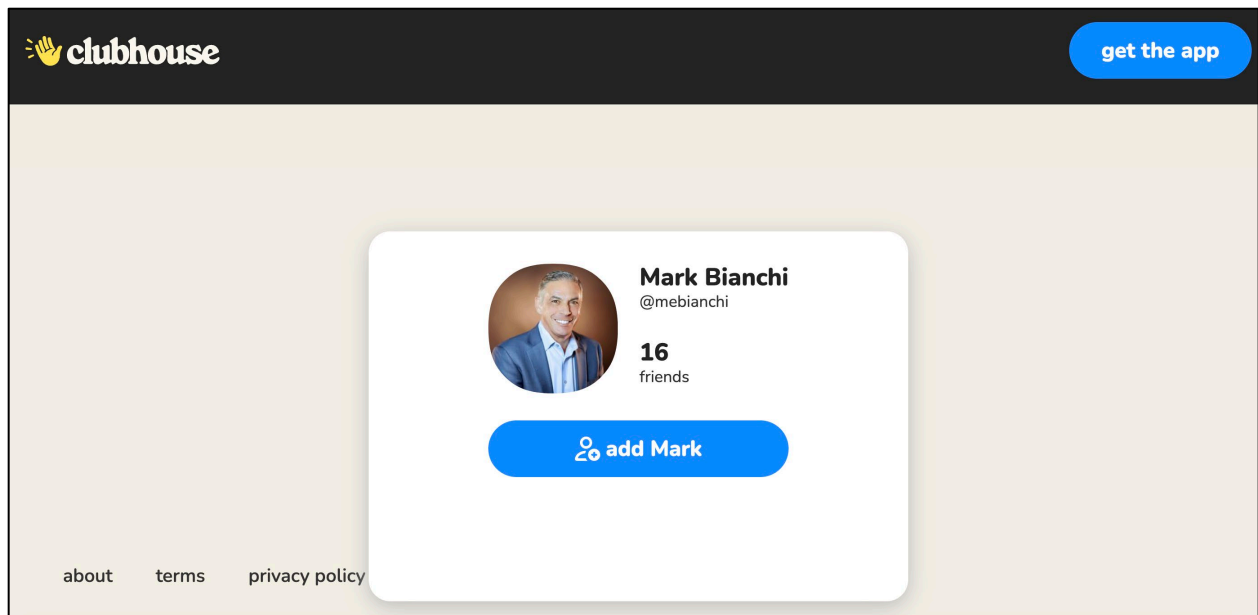 clubhouse
get the app
Mark Bianchi
@mebianchi
16
friends
add Mark
about terms privacy policy